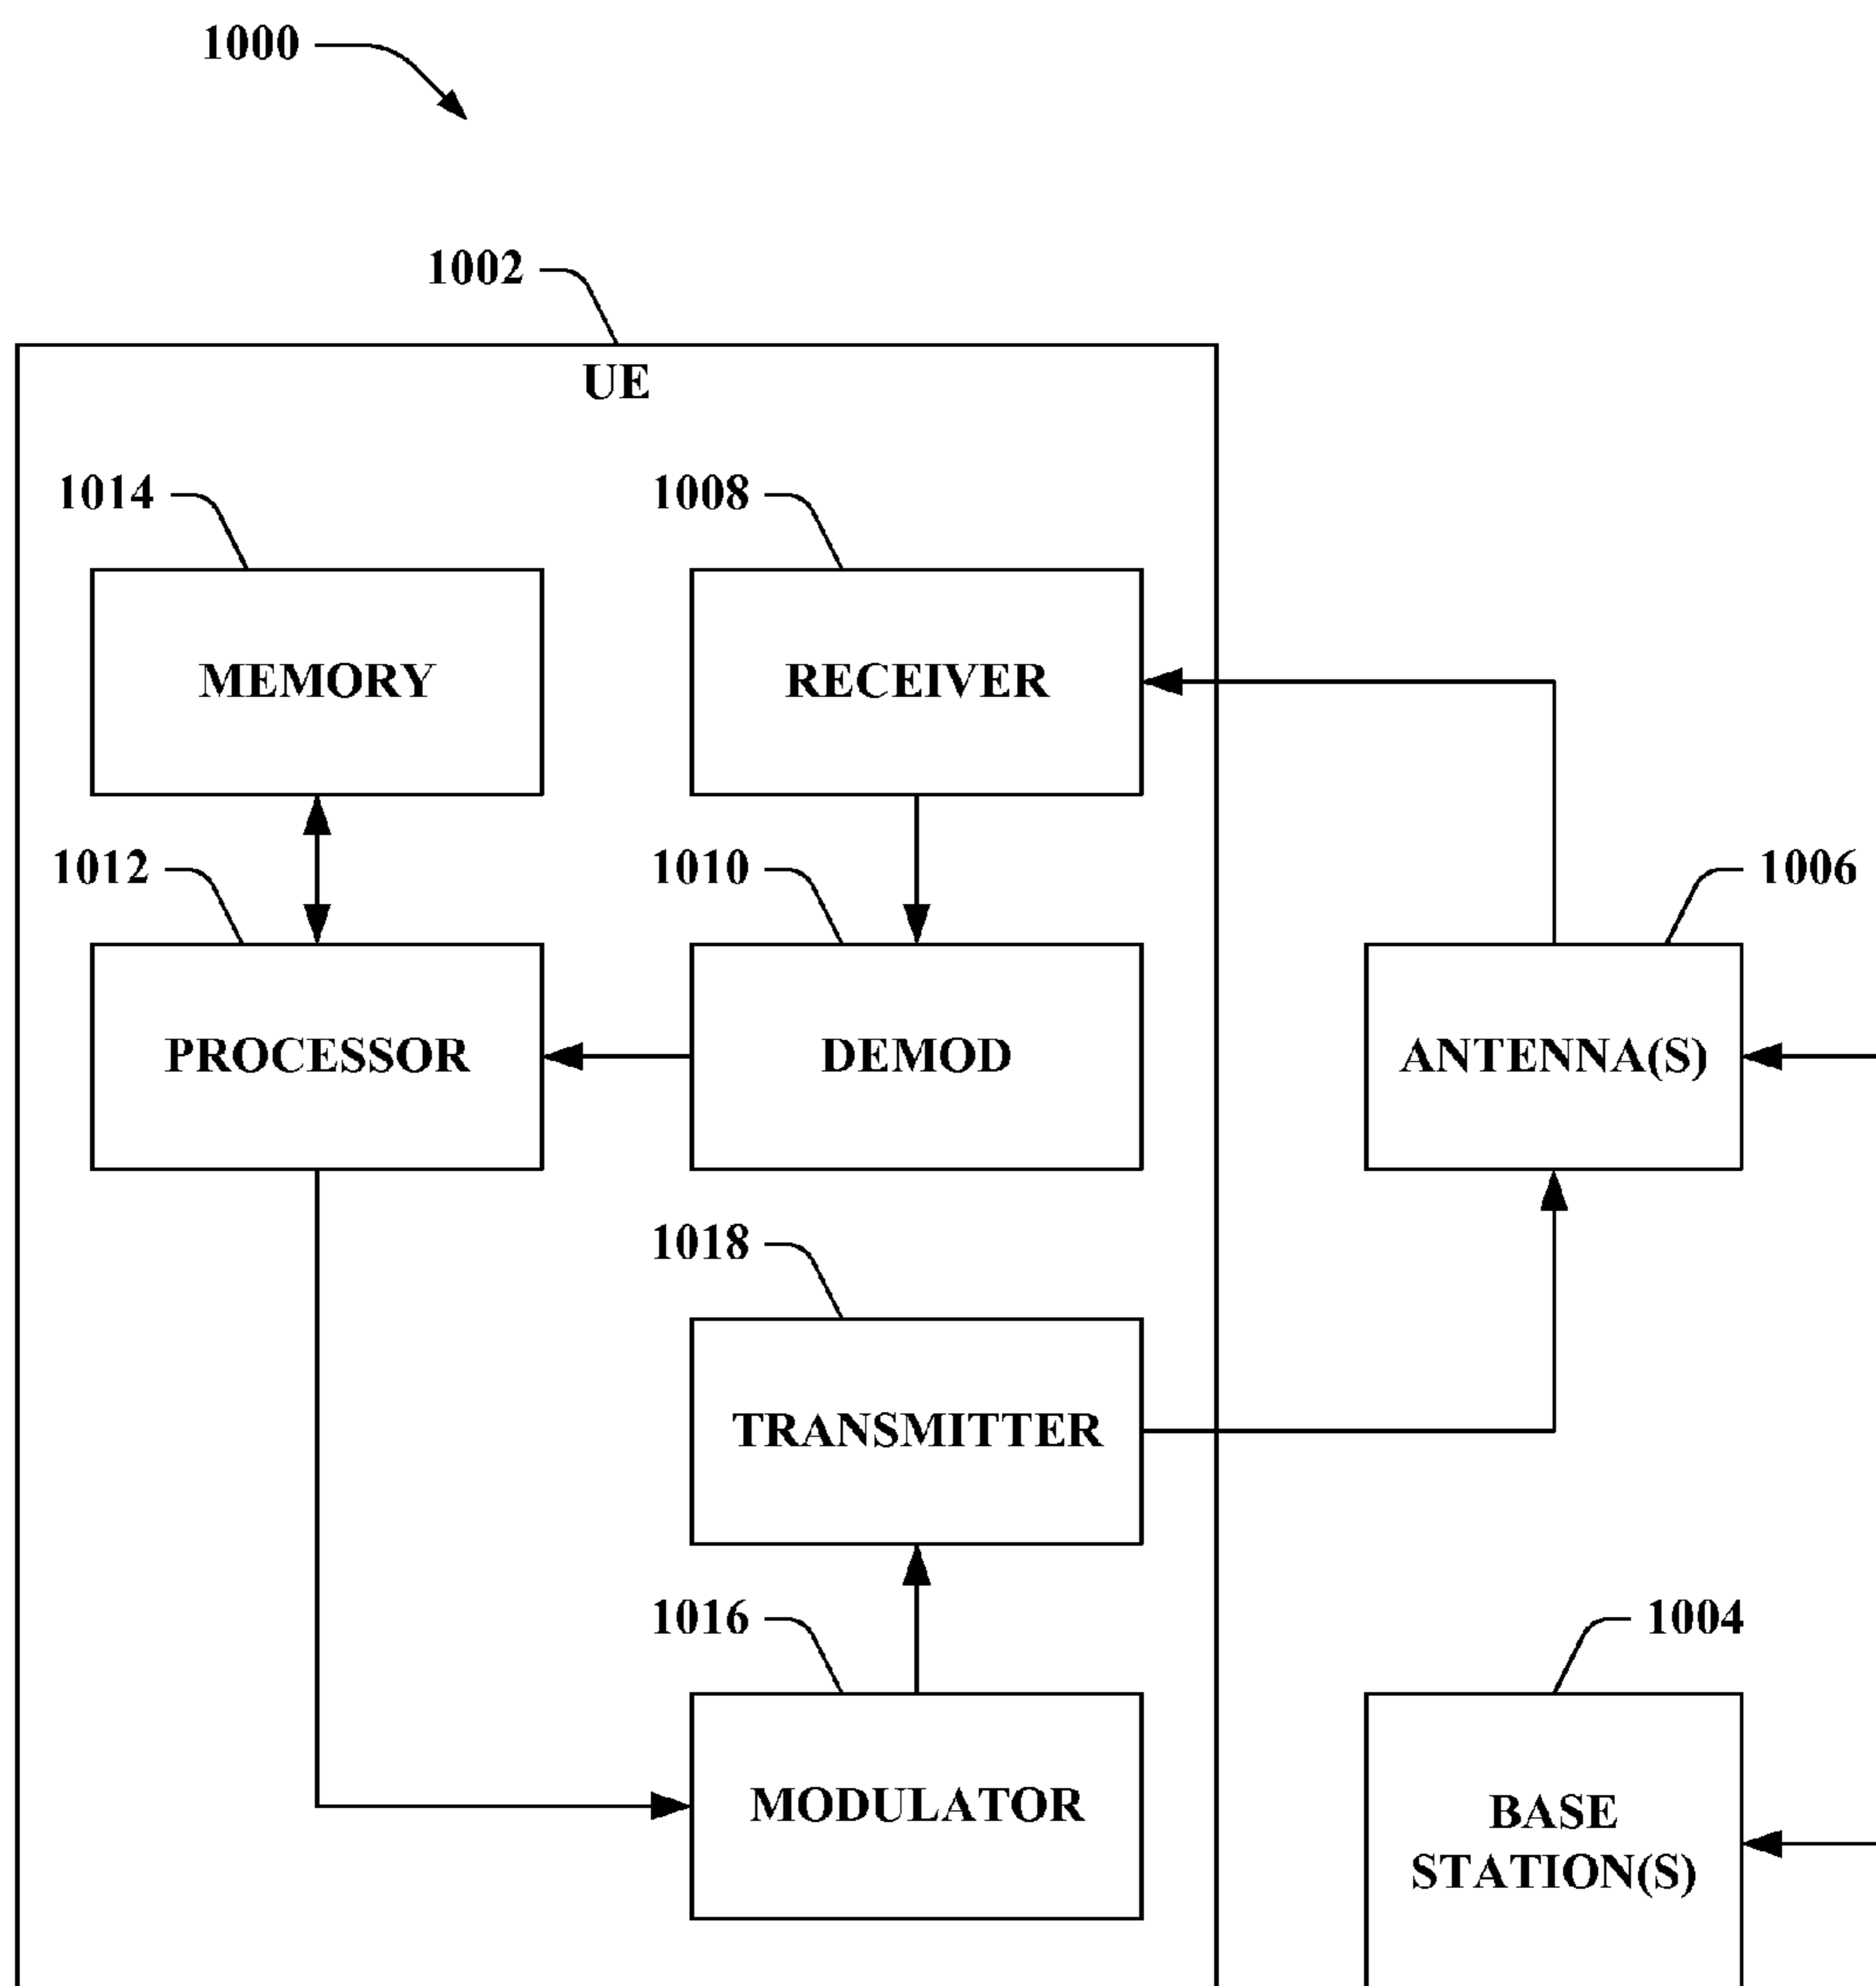 1000
1002
UE
1014
1008
MEMORY
RECEIVER
1012
1010
1006
PROCESSOR
DEMOD
ANTENNA(S)
1018
TRANSMITTER
1016
1004
MODULATOR
BASE
STATION(S)